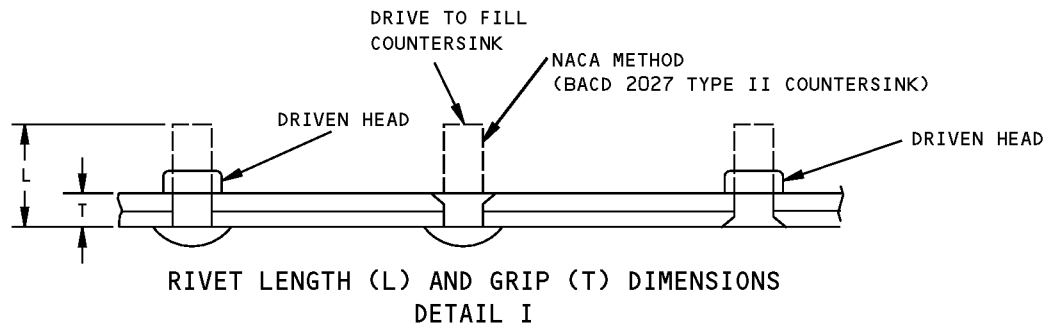 DRIVE TO FILL
COUNTERSINK
NACA METHOD
(BACD 2027 TYPE II COUNTERSINK)
DRIVEN HEAD
DRIVEN HEAD
L
T
RIVET LENGTH (L) AND GRIP (T) DIMENSIONS
DETAIL I